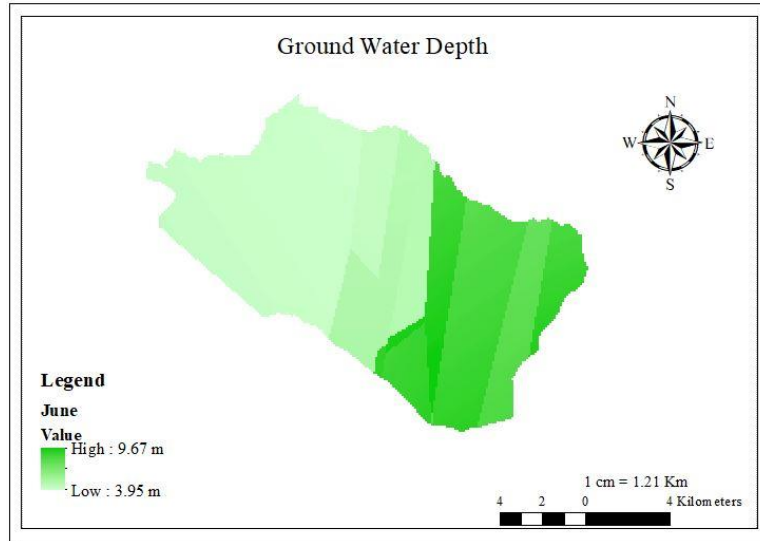 Ground Water Depth
N
W E
S
Legend
June
Value
High : 9.67 m
Low : 3.95 m
1 cm = 1.21 Km
4 2 0 4 Kilometers